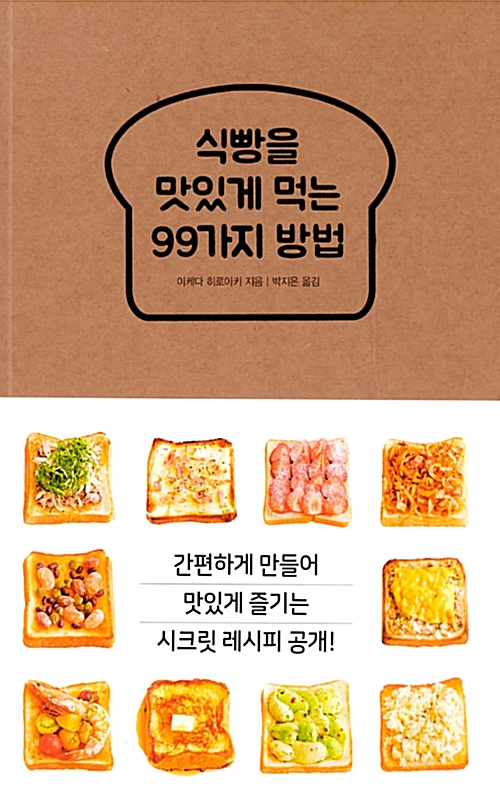 식빵을
맛있게 먹는
99가지 방법
이케다 히로아키 지음 | 박지은 옮김
간편하게 만들어
맛있게 즐기는
시크릿 레시피 공개!